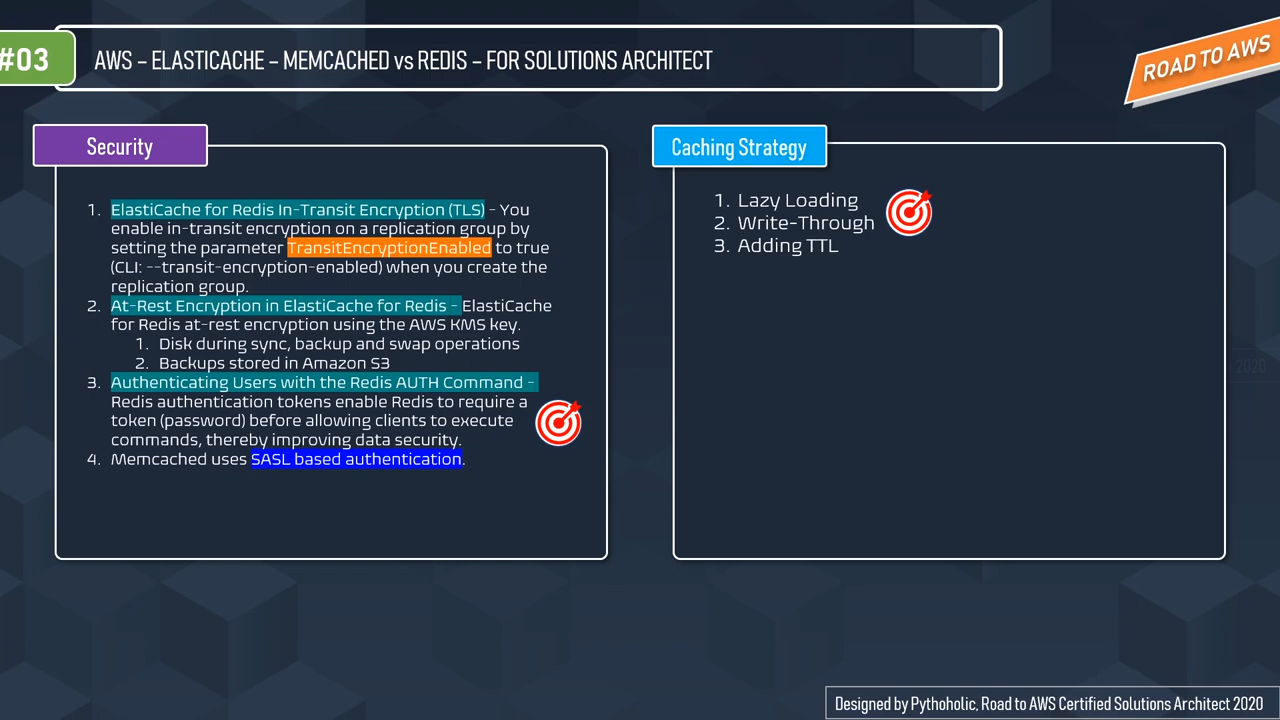 #03
AWS – ELASTICACHE – MEMCACHED vs REDIS – FOR SOLUTIONS ARCHITECT
ROAD TO AWS
Security
1. ElastiCache for Redis In-Transit Encryption (TLS) - You
enable in-transit encryption on a replication group by
setting the parameter TransitEncryptionEnabled to true
(CLI: --transit-encryption-enabled) when you create the
replication group.
2. At-Rest Encryption in ElastiCache for Redis - ElastiCache
for Redis at-rest encryption using the AWS KMS key.
1. Disk during sync, backup and swap operations
2. Backups stored in Amazon S3
3. Authenticating Users with the Redis AUTH Command -
Redis authentication tokens enable Redis to require a
token (password) before allowing clients to execute
commands, thereby improving data security.
4. Memcached uses SASL based authentication.
Caching Strategy
1. Lazy Loading
2. Write-Through
3. Adding TTL
2020
Designed by Pythoholic, Road to AWS Certified Solutions Architect 2020